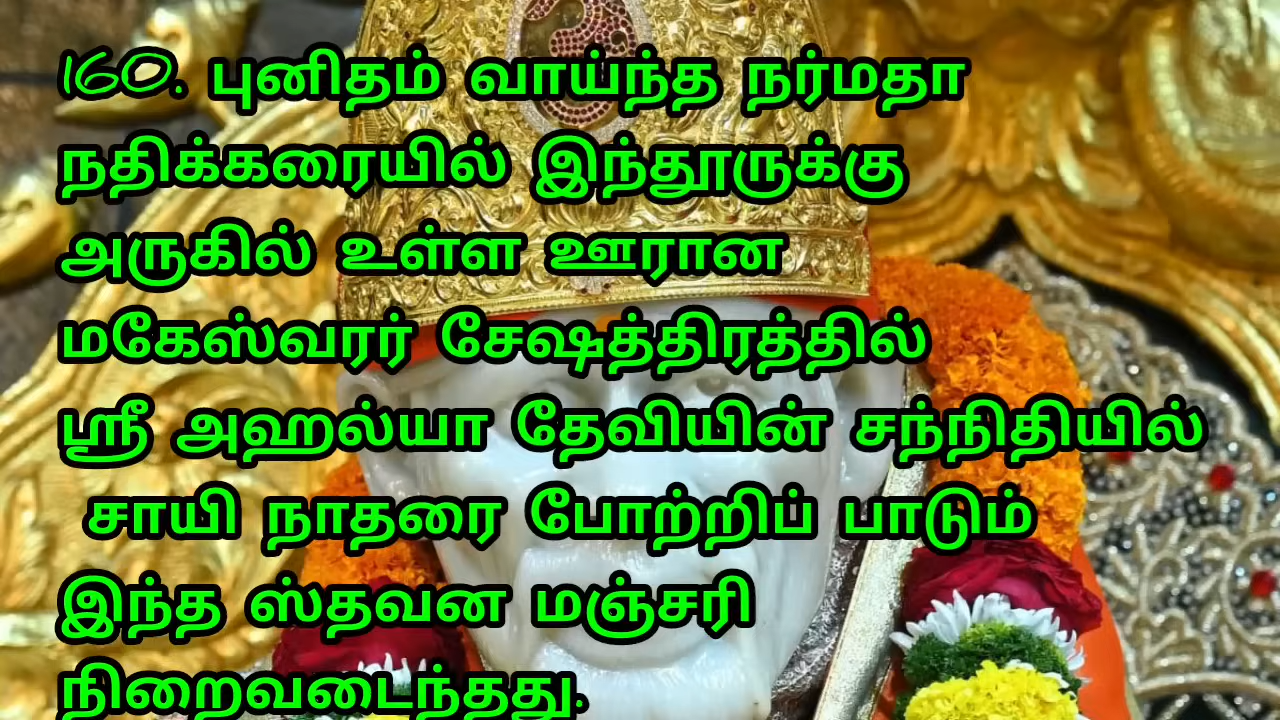 160. புனிதம் வாய்ந்த நர்மதா
நதிக்கரையில் இந்தூருக்கு
அருகில் உள்ள ஊரான
மகேஸ்வரர் சேஷத்திரத்தில்
ஸ்ரீ அஹல்யா தேவியின் சந்நிதியில்
சாயி நாதரை போற்றிப் பாடும்
இந்த ஸ்தவன மஞ்சரி
நிறைவடைந்தது.